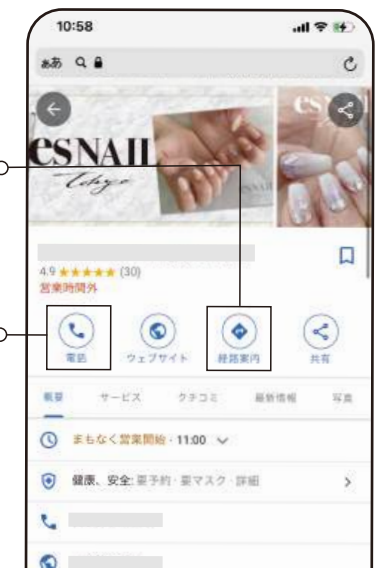 10:58
ああ
es
esNAIL
tokyo
4.9 ★★★★★ (30)
営業時間外
電話 ウェブサイト 経路案内 共有
概要 サービス クチコミ 最新情報 写真
まもなく営業開始 · 11:00
健康、安全: 要予約 · 要マスク · 詳細